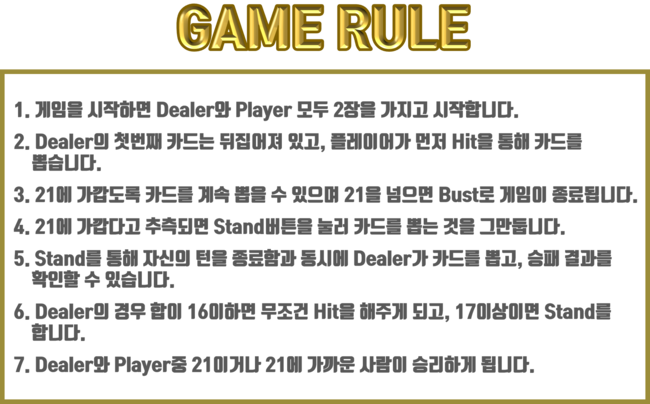 GAME RULE
1. 게임을 시작하면 Dealer와 Player 모두 2장을 가지고 시작합니다.
2. Dealer의 첫번째 카드는 뒤집어져 있고, 플레이어가 먼저 Hit을 통해 카드를
뽑습니다.
3. 21에 가깝도록 카드를 계속 뽑을 수 있으며 21을 넘으면 Bust로 게임이 종료됩니다.
4. 21에 가깝다고 추측되면 Stand버튼을 눌러 카드를 뽑는 것을 그만둡니다.
5. Stand를 통해 자신의 턴을 종료함과 동시에 Dealer가 카드를 뽑고, 승패 결과를
확인할 수 있습니다.
6. Dealer의 경우 합이 16이하면 무조건 Hit을 해주게 되고, 17이상이면 Stand를
합니다.
7. Dealer와 Player중 21이거나 21에 가까운 사람이 승리하게 됩니다.